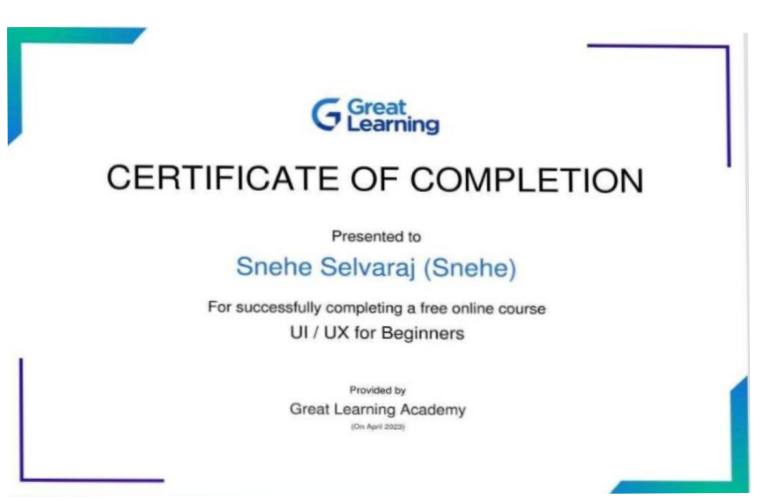 Great
Learning
CERTIFICATE OF COMPLETION
Presented to
Snehe Selvaraj (Snehe)
For successfully completing a free online course
UI / UX for Beginners
Provided by
Great Learning Academy
(On April 2023)